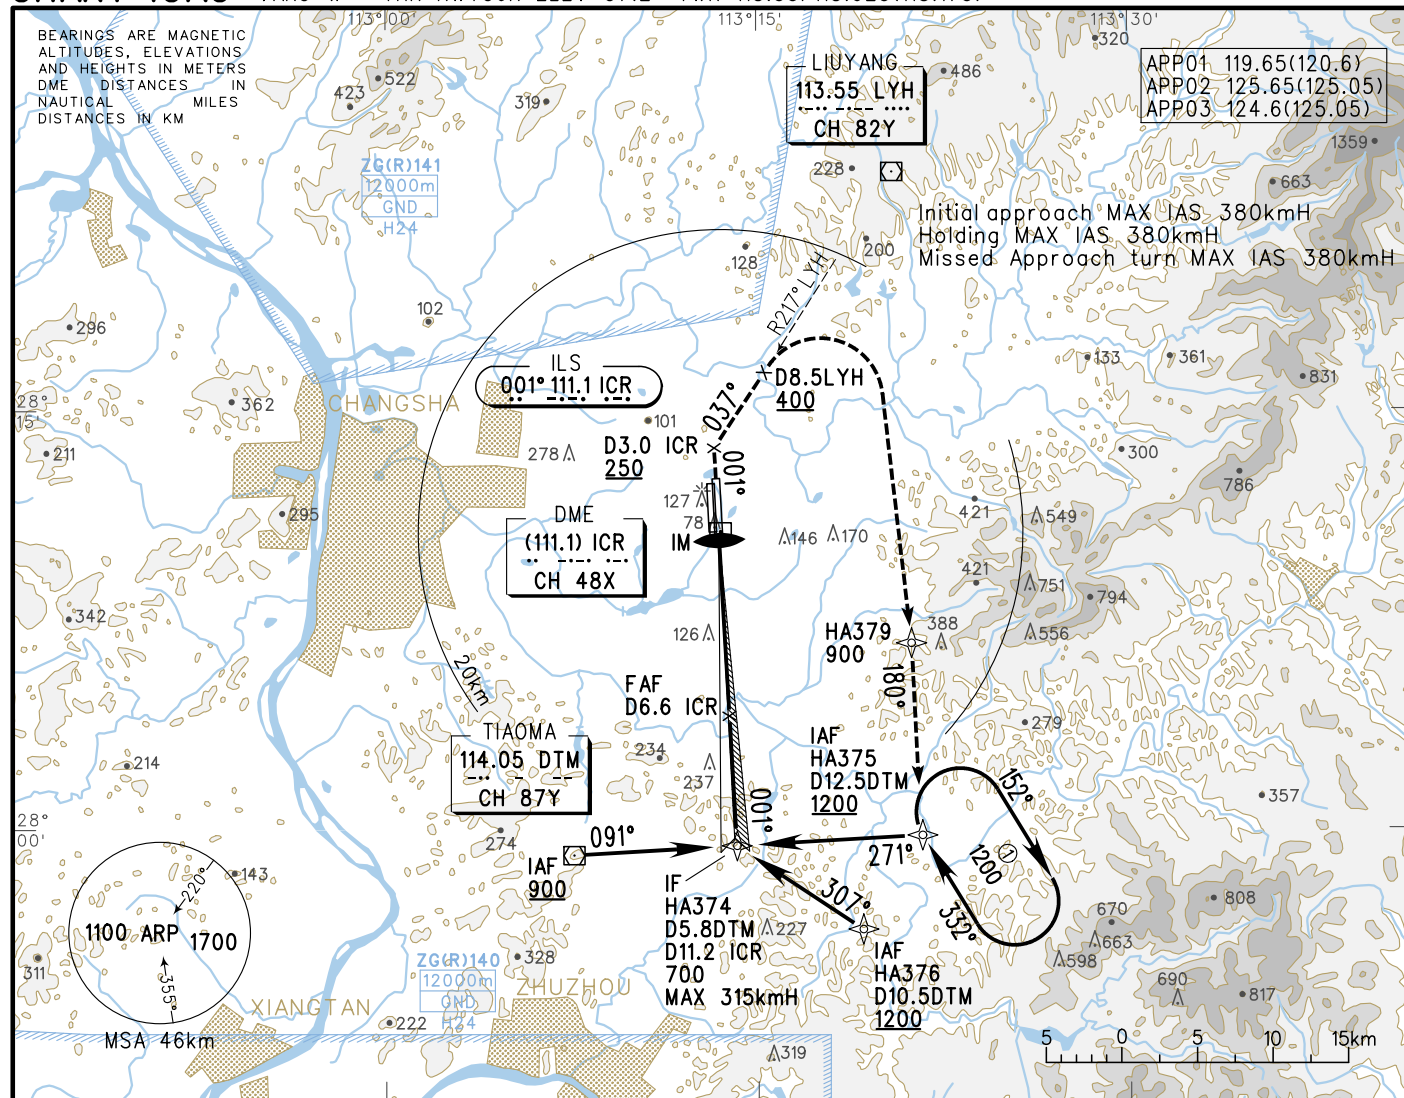 113°00'
113°15'
113°30'
BEARINGS ARE MAGNETIC
ALTITUDES, ELEVATIONS
AND HEIGHTS IN METERS
DME DISTANCES IN
NAUTICAL MILES
DISTANCES IN KM
APP01 119.65(120.6)
APP02 125.65(125.05)
APP03 124.6(125.05)
LIUYANG
113.55 LYH
CH 82Y
320
486
522
423
319
1359
663
228
200
128
ZG(R)141
12000m
GND
H24
Initial approach MAX IAS 380kmH
Holding MAX IAS 380kmH
Missed Approach turn MAX IAS 380kmH
R217° LYH
296
102
133
361
831
ILS
001° 111.1 ICR
D8.5LYH
400
037°
28°
15'
362
CHANGSHA
101
211
278
D3.0 ICR
250
001°
300
786
295
127
78
421
549
146
170
DME
(111.1) ICR
CH 48X
IM
421
751
794
342
126
HA379
900
388
556
180°
20km
FAF
D6.6 ICR
279
TIAOMA
114.05 DTM
CH 87Y
234
237
214
IAF
HA375
D12.5DTM
1200
152°
357
28°
00'
274
091°
001°
271°
1200
1
332°
IAF
900
143
220°
1100 ARP 1700
355°
MSA 46km
307°
IF
HA374
D5.8DTM
D11.2 ICR
700
MAX 315kmH
227
IAF
HA376
D10.5DTM
1200
808
670
663
598
690
817
311
328
ZG(R)140
12000m
GND
H24
ZHUZHOU
XIANGTAN
222
319
5 0 5 10 15km